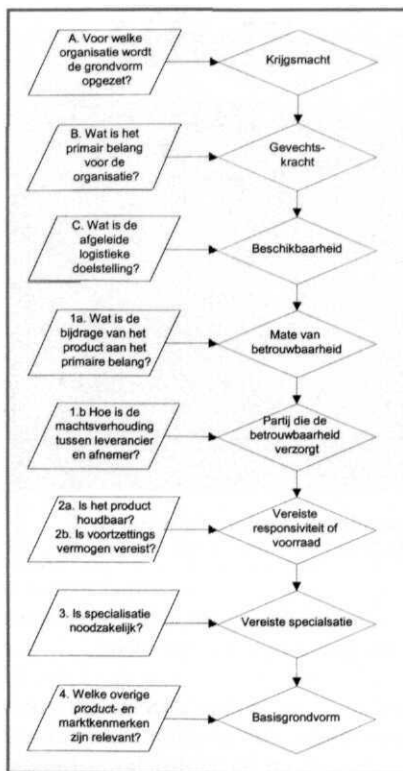 A. Voor welke
organisatie wordt
de grondvorm
opgezet?
Krijgsmacht
B. Wat is het
primair belang
voor de
organisatie?
Gevechts-
kracht
C. Wat is de
afgeleide
logistieke
doelstelling?
Beschikbaarheid
1a. Wat is de
bijdrage van het
product aan het
primaire belang?
Mate van
betrouwbaarheid
1.b Hoe is de
machtsverhouding
tussen leverancier
en afnemer?
Partij die de
betrouwbaarheid
verzorgt
2a. Is het product
houdbaar?
2b. Is voortzettings
vermogen vereist?
Vereiste
responsiviteit of
voorraad
3. Is specialisatie
noodzakelijk?
Vereiste specialsatie
4. Welke overige
product- en
marktkenmerken
zijn relevant?
Basisgrondvorm